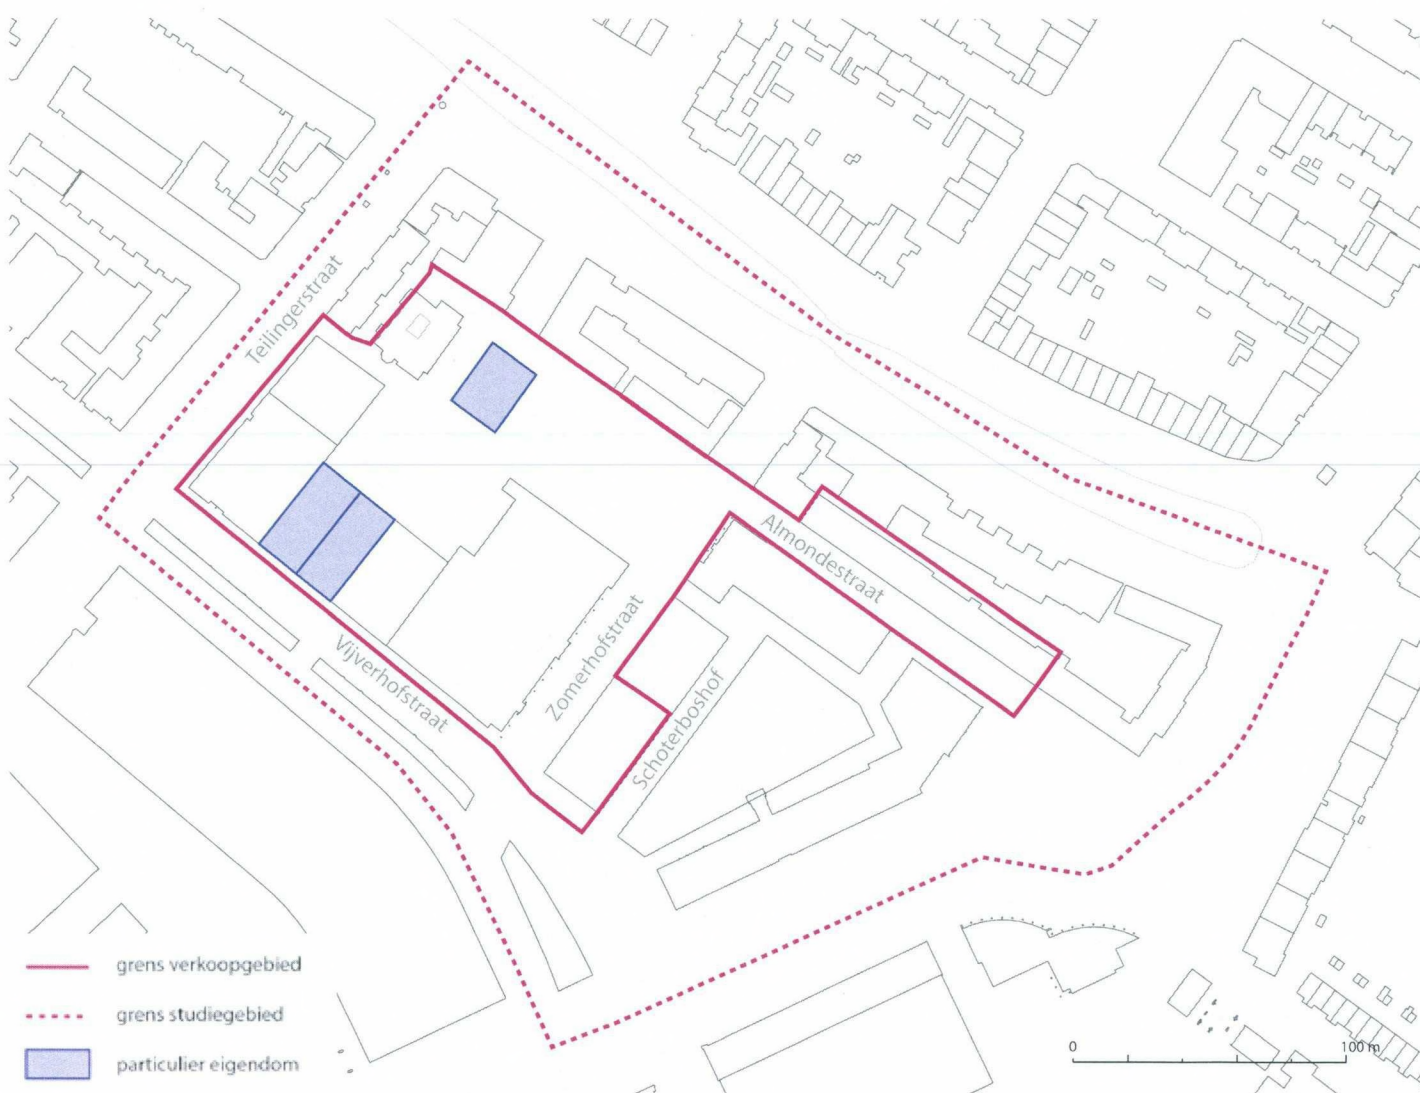 Teilingerstraat
Almondestraat
Zomerhofstraat
Vijverhofstraat
Schoterboshof
grens verkoopgebied
grens studiegebied
particulier eigendom
0 100 m